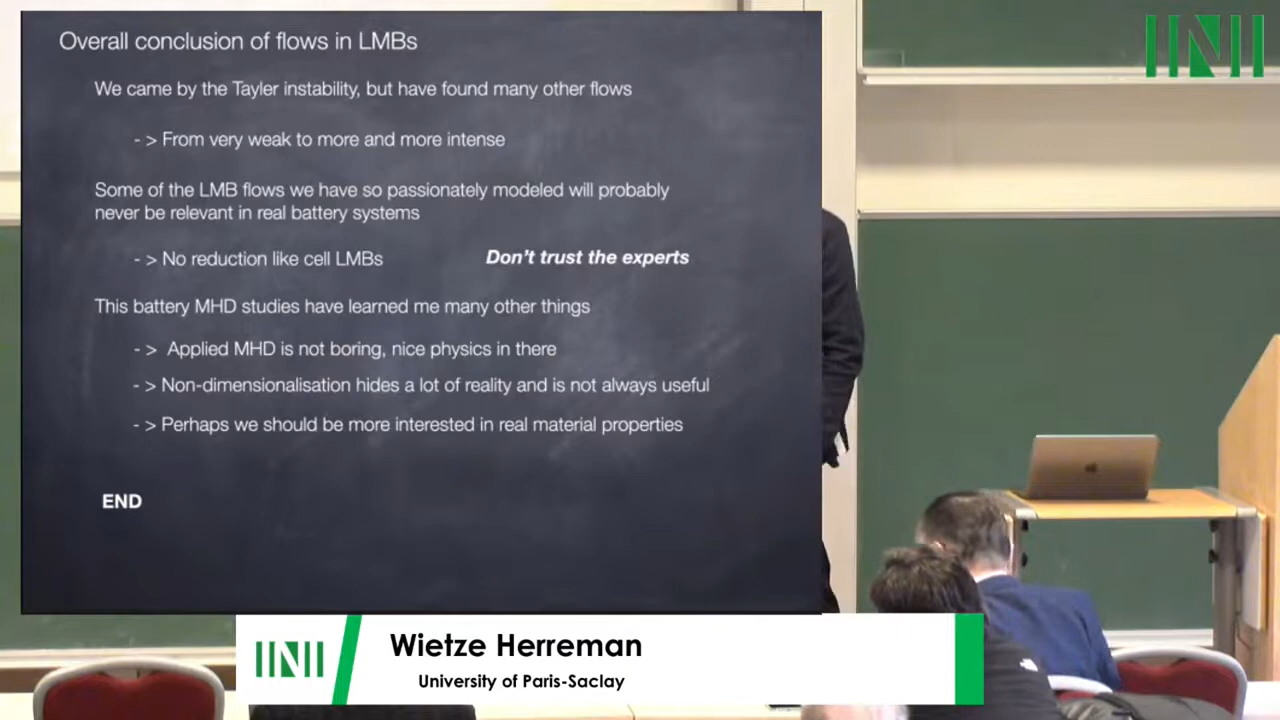 Overall conclusion of flows in LMBs
We came by the Tayler instability, but have found many other flows
- > From very weak to more and more intense
Some of the LMB flows we have so passionately modeled will probably
never be relevant in real battery systems
- > No reduction like cell LMBs
Don't trust the experts
This battery MHD studies have learned me many other things
- > Applied MHD is not boring, nice physics in there
- > Non-dimensionalisation hides a lot of reality and is not always useful
- > Perhaps we should be more interested in real material properties
END
INI
INI
Wietze Herreman
University of Paris-Saclay